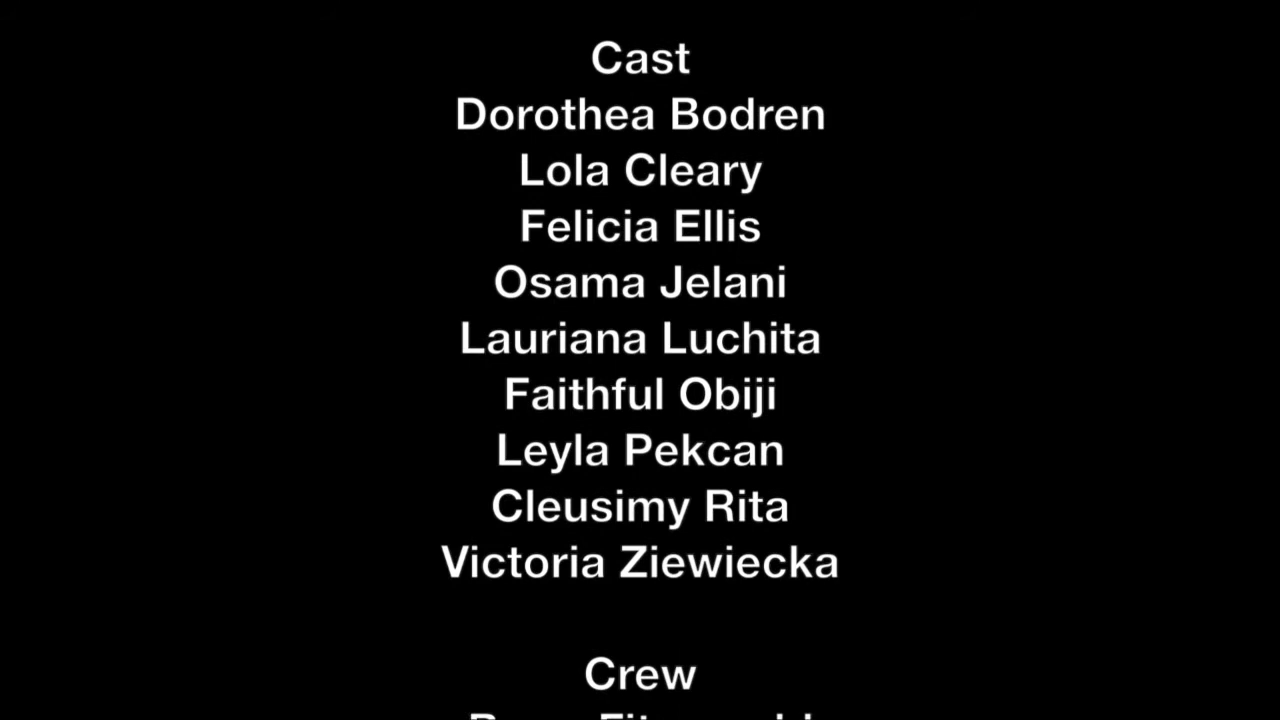 Cast
Dorothea Bodren
Lola Cleary
Felicia Ellis
Osama Jelani
Lauriana Luchita
Faithful Obiji
Leyla Pekcan
Cleusimy Rita
Victoria Ziewiecka
Crew